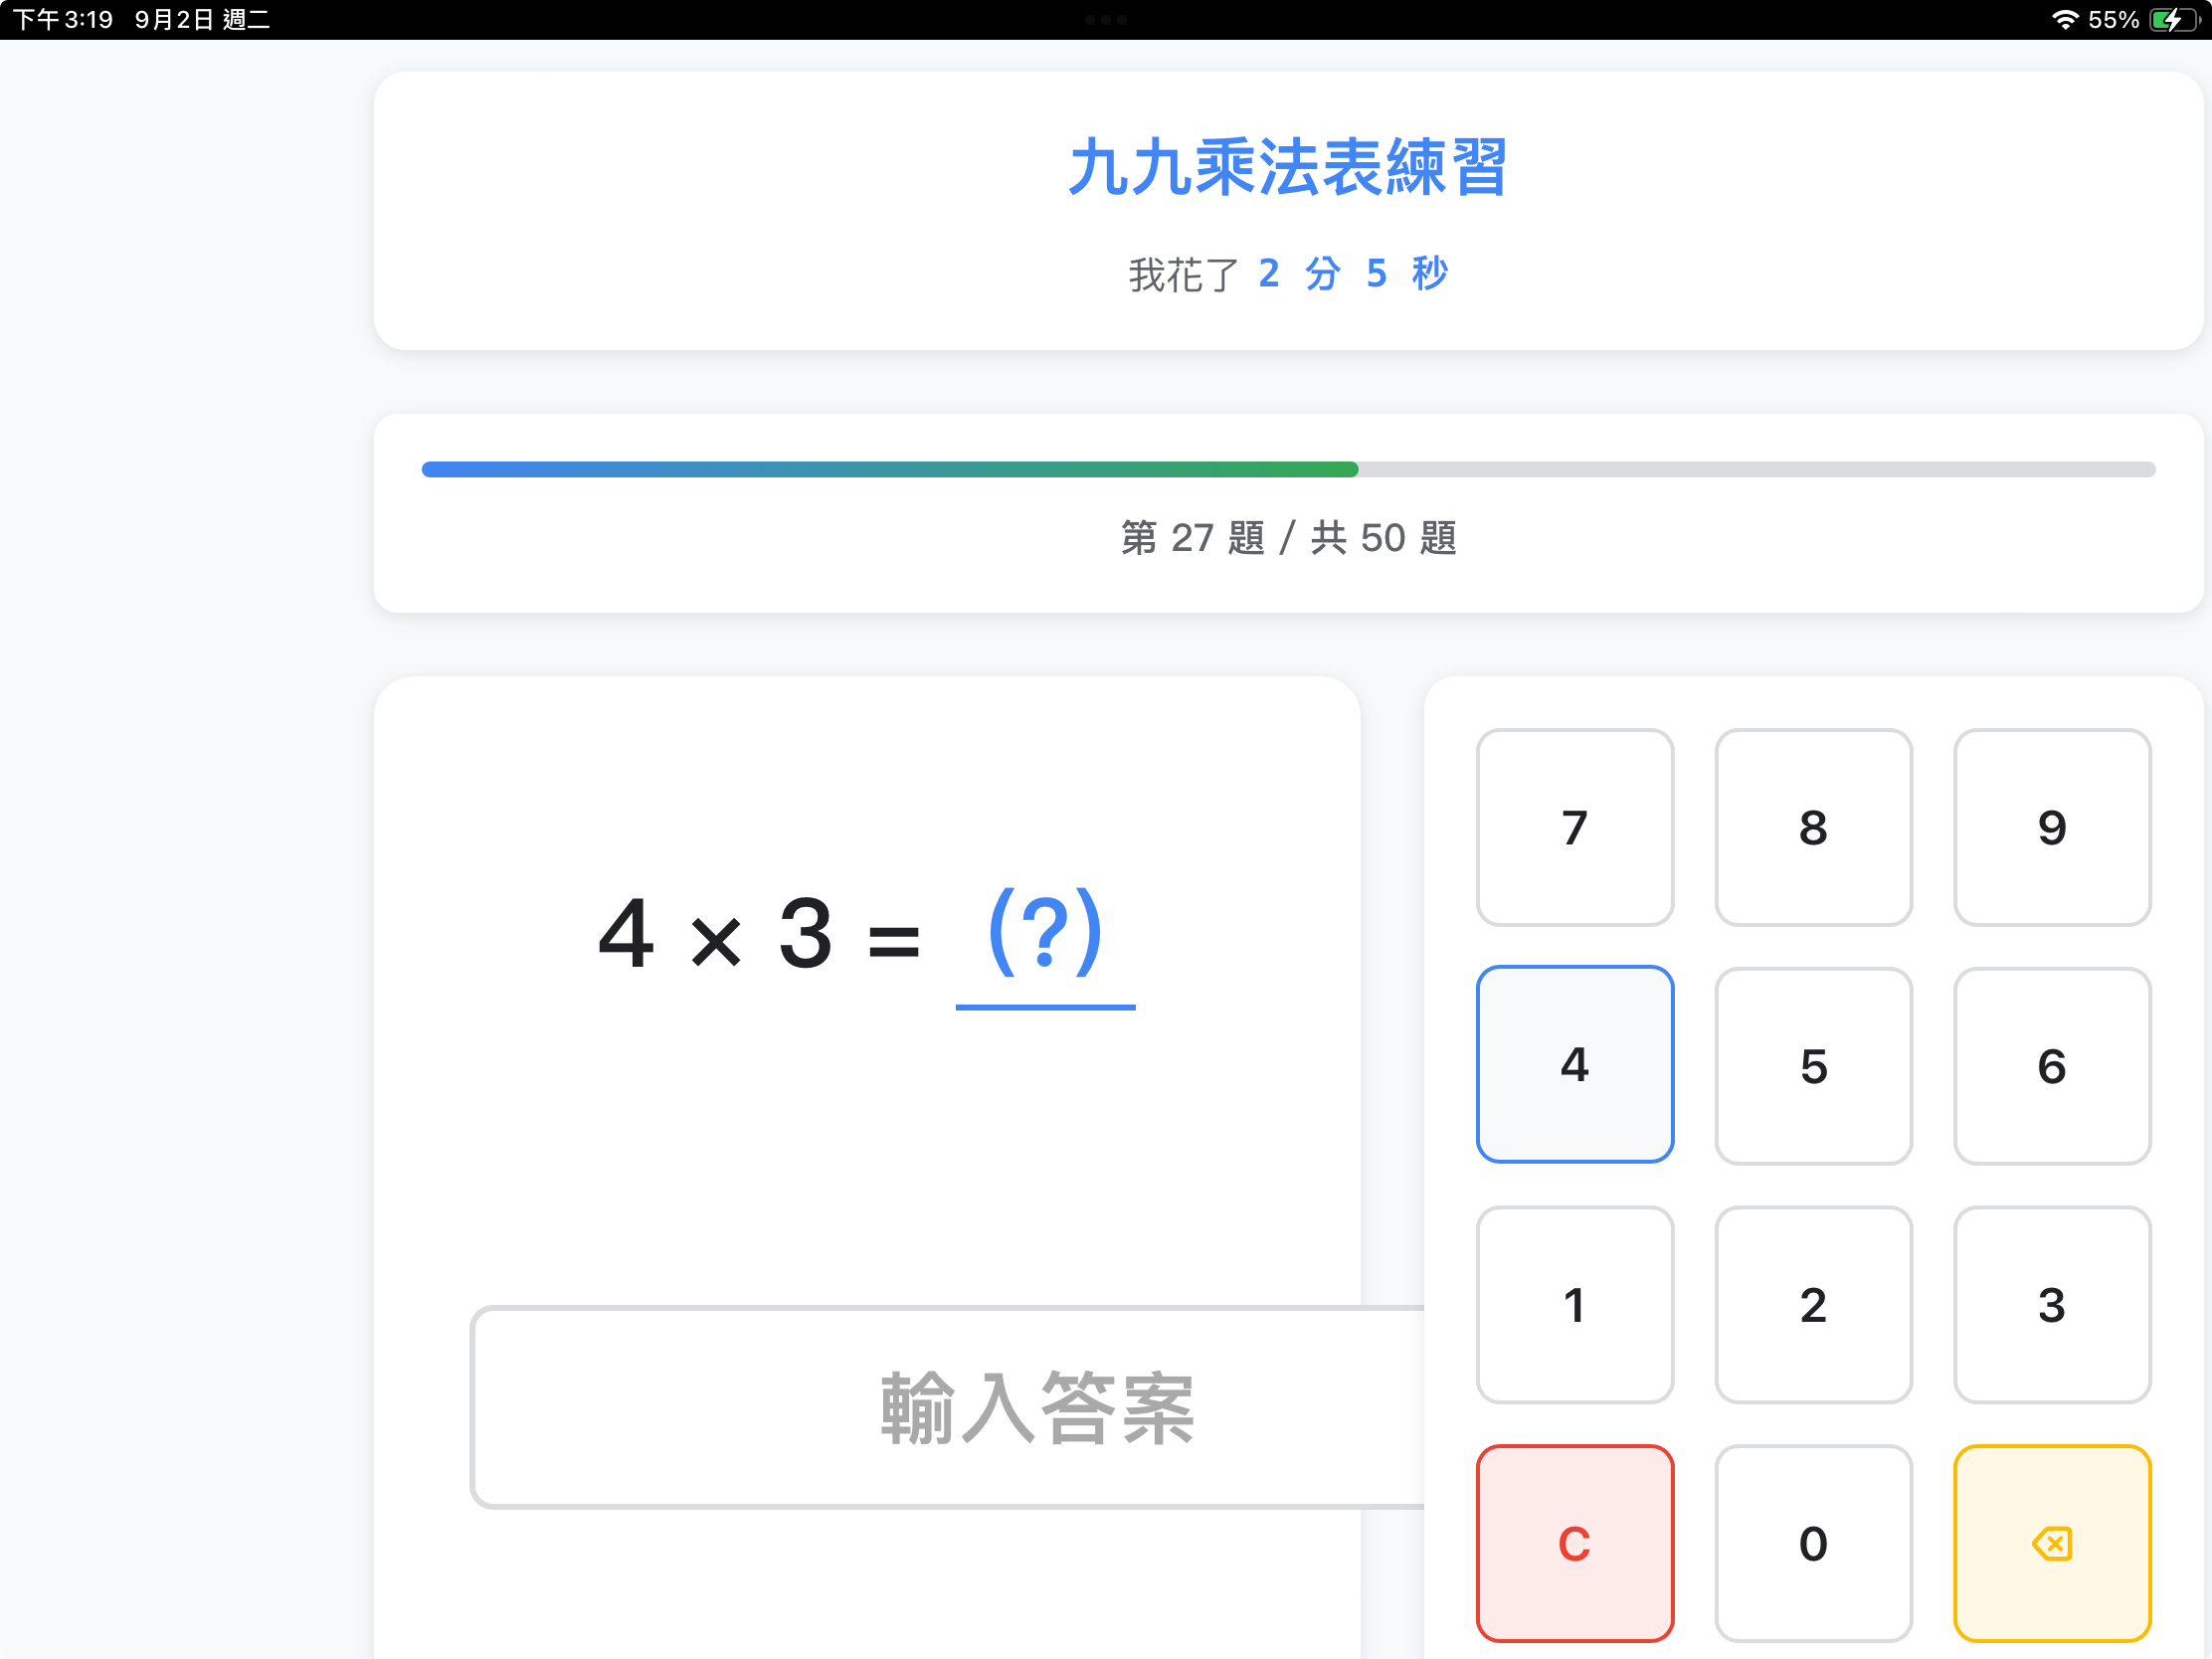 下午3:19 9月2日 週二 55%
九九乘法表練習
我花了 2 分 5 秒
第 27 題 / 共 50 題
4 × 3 = (?)
輸入答案
7 8 9
4 5 6
1 2 3
C 0